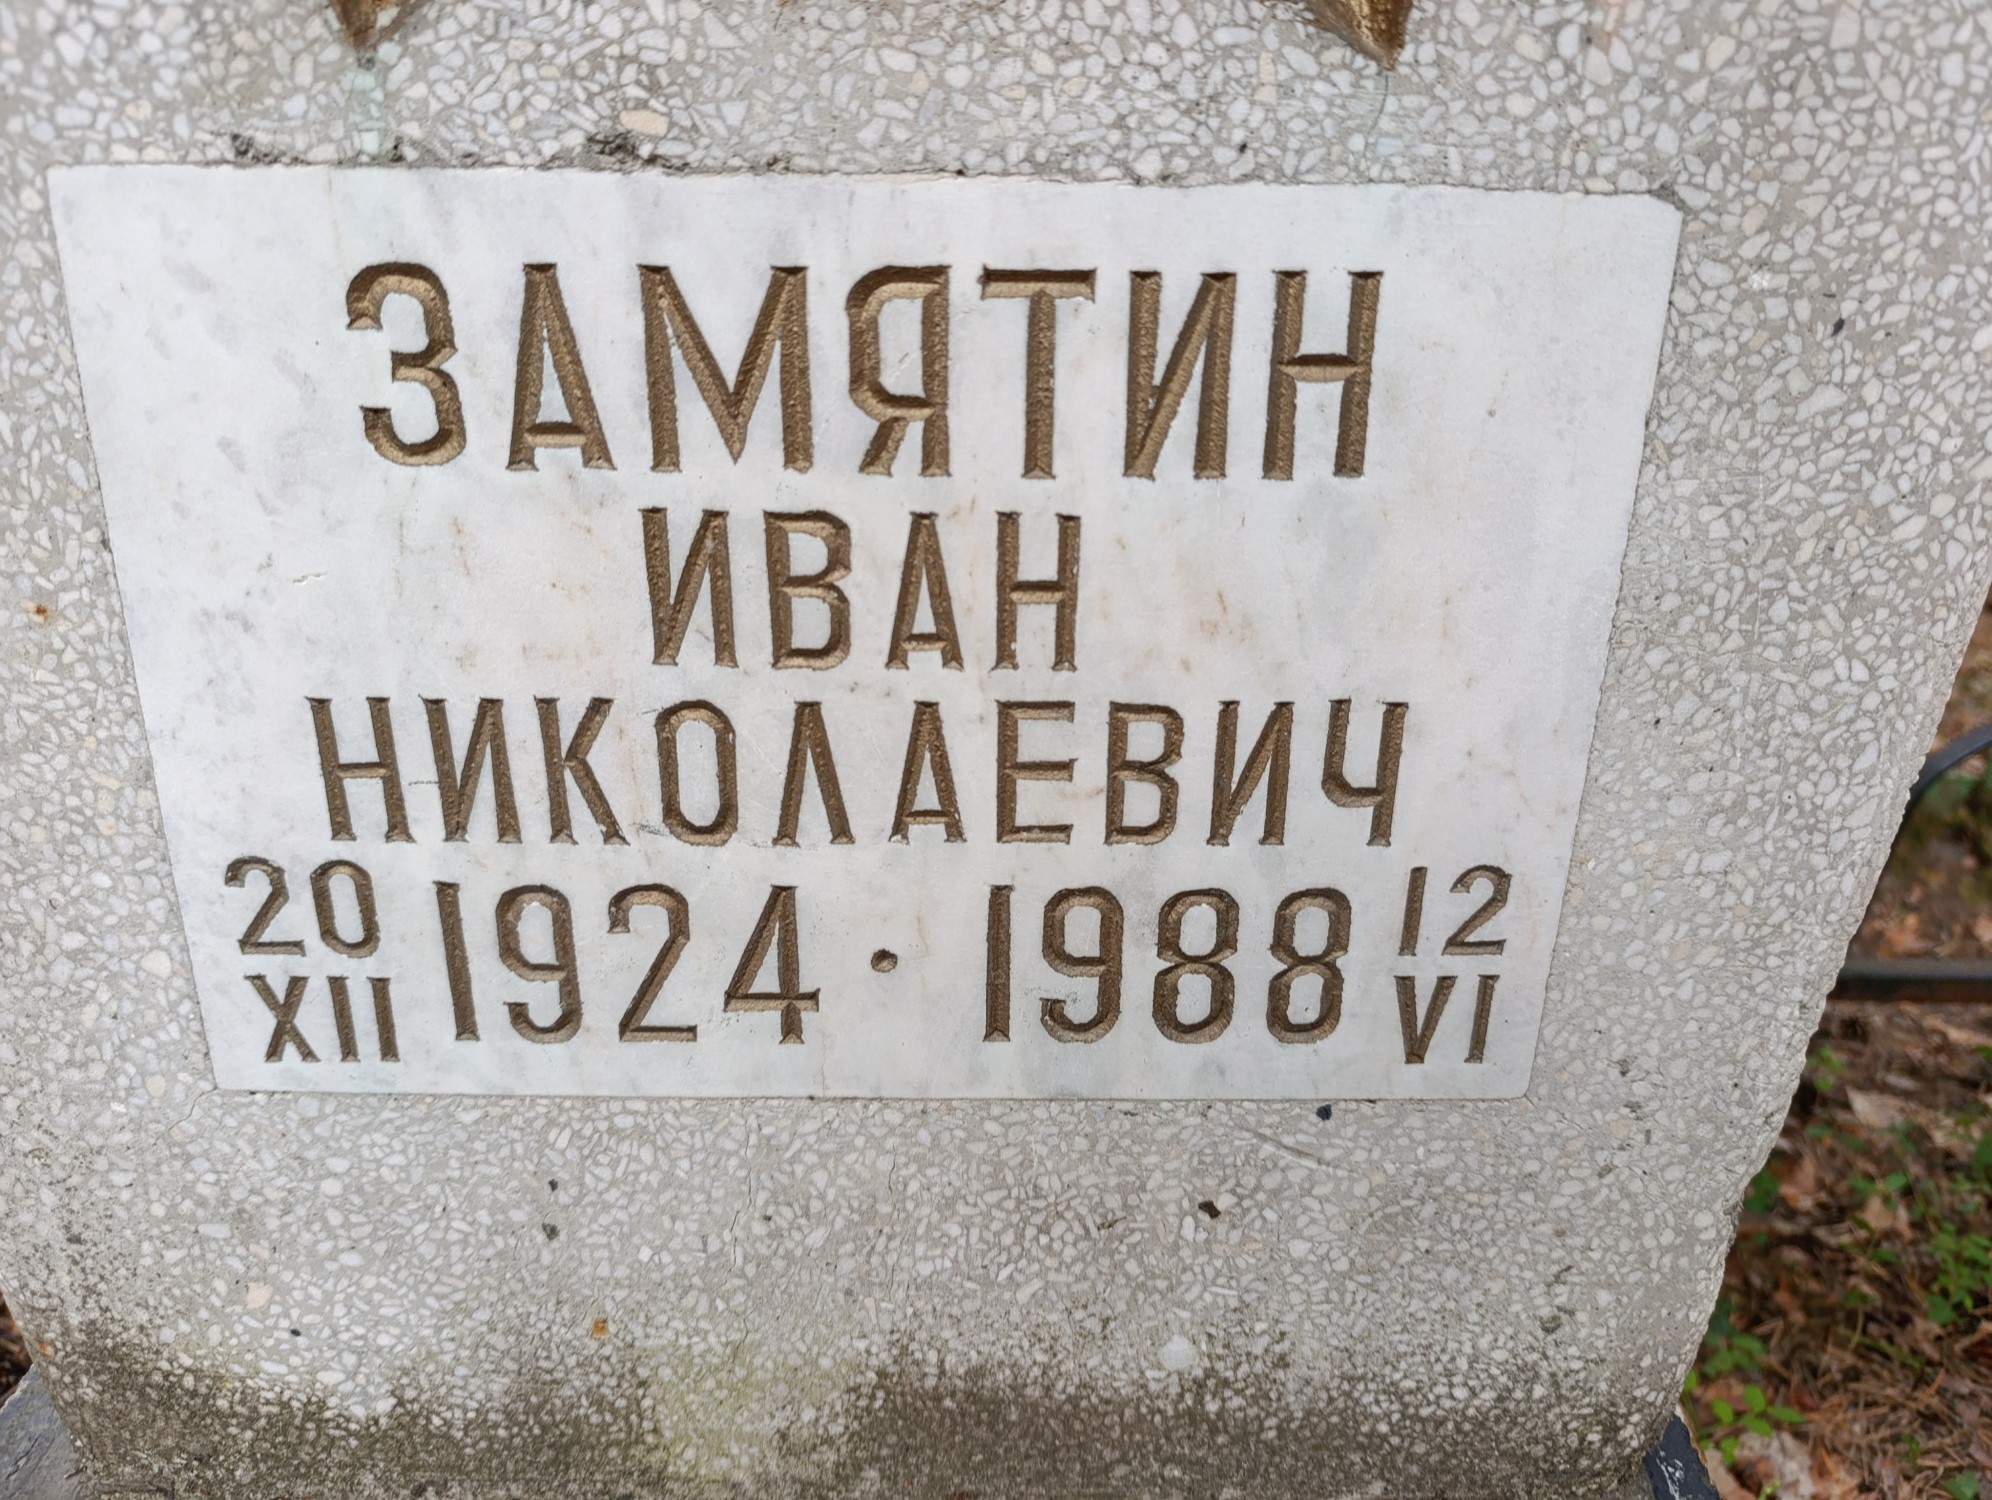 ЗАМЯТИН
ИВАН
НИКОЛАЕВИЧ
20 XII 1924 · 1988 12 VI